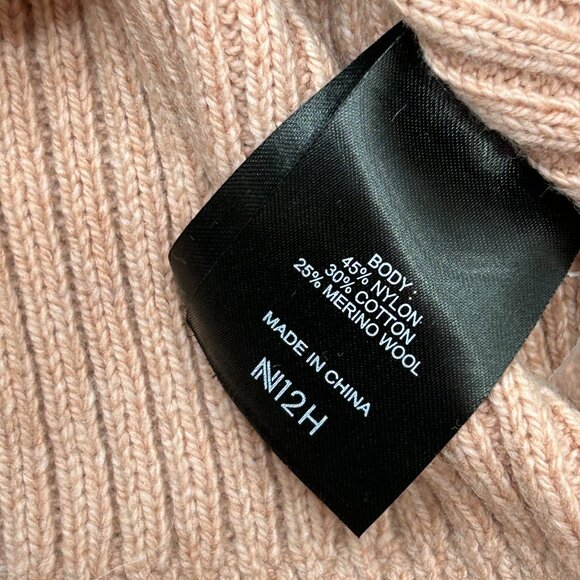 BODY:
45% NYLON
30% COTTON
25% MERINO WOOL
MADE IN CHINA
N12H